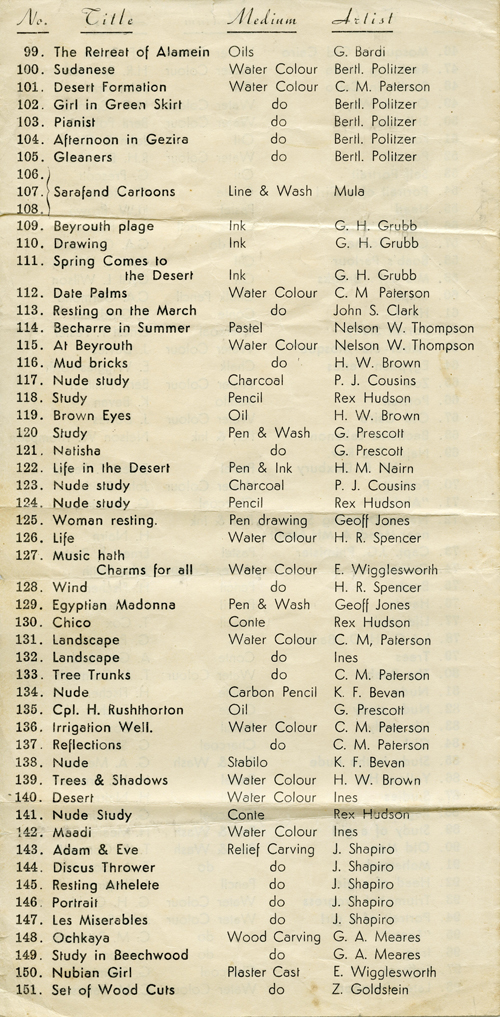 No. Title Medium Artist
99. The Retreat of Alamein Oils G. Bardi
100. Sudanese Water Colour Bertl. Politzer
101. Desert Formation Water Colour C. M. Paterson
102. Girl in Green Skirt do Bertl. Politzer
103. Pianist do Bertl. Politzer
104. Afternoon in Gezira do Bertl. Politzer
105. Gleaners do Bertl. Politzer
106.
107. Sarafand Cartoons Line & Wash Mula
108.
109. Beyrouth plage Ink G. H. Grubb
110. Drawing Ink G. H. Grubb
111. Spring Comes to
the Desert Ink G. H. Grubb
112. Date Palms Water Colour C. M Paterson
113. Resting on the March do John S. Clark
114. Becharre in Summer Pastel Nelson W. Thompson
115. At Beyrouth Water Colour Nelson W. Thompson
116. Mud bricks do H. W. Brown
117. Nude study Charcoal P. J. Cousins
118. Study Pencil Rex Hudson
119. Brown Eyes Oil H. W. Brown
120 Study Pen & Wash G. Prescott
121. Natisha do G. Prescott
122. Life in the Desert Pen & Ink H. M. Nairn
123. Nude study Charcoal P. J. Cousins
124. Nude study Pencil Rex Hudson
125. Woman resting. Pen drawing Geoff Jones
126. Life Water Colour H. R. Spencer
127. Music hath
Charms for all Water Colour E. Wigglesworth
128. Wind do H. R. Spencer
129. Egyptian Madonna Pen & Wash Geoff Jones
130. Chico Conte Rex Hudson
131. Landscape Water Colour C. M, Paterson
132. Landscape do Ines
133. Tree Trunks do C. M. Paterson
134. Nude Carbon Pencil K. F. Bevan
135. Cpl. H. Rushthorton Oil G. Prescott
136. Irrigation Well. Water Colour C. M. Paterson
137. Reflections do C. M. Paterson
138. Nude Stabilo K. F. Bevan
139. Trees & Shadows Water Colour H. W. Brown
140. Desert Water Colour Ines
141. Nude Study Conte Rex Hudson
142. Maadi Water Colour Ines
143. Adam & Eve Relief Carving J. Shapiro
144. Discus Thrower do J. Shapiro
145. Resting Athelete do J. Shapiro
146. Portrait do J. Shapiro
147. Les Miserables do J. Shapiro
148. Ochkaya Wood Carving G. A. Meares
149. Study in Beechwood do G. A. Meares
150. Nubian Girl Plaster Cast E. Wigglesworth
151. Set of Wood Cuts do Z. Goldstein